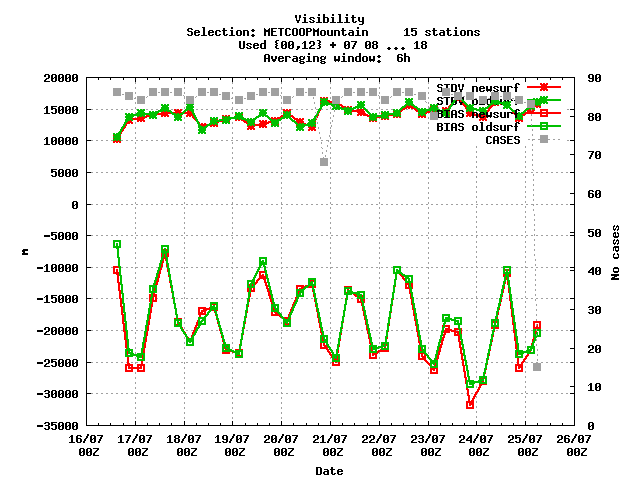 Visibility
Selection: METCOOPMountain     15 stations
Used {00,12} + 07 08 ... 18
Averaging window:  6h
STDV newsurf
STDV oldsurf
BIAS newsurf
BIAS oldsurf
CASES
20000
15000
10000
5000
0
-5000
-10000
-15000
-20000
-25000
-30000
-35000
m
90
80
70
60
50
40
30
20
10
0
No cases
16/07 17/07 18/07 19/07 20/07 21/07 22/07 23/07 24/07 25/07 26/07
00Z 00Z 00Z 00Z 00Z 00Z 00Z 00Z 00Z 00Z 00Z
Date